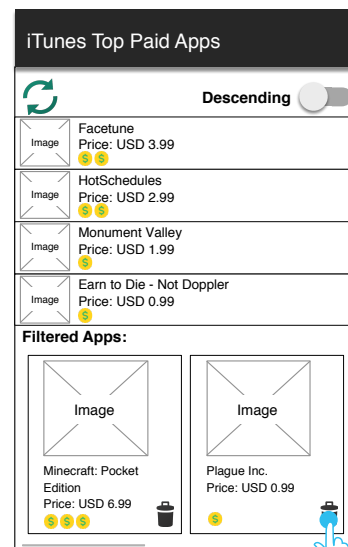 iTunes Top Paid Apps
Descending
Image
Facetune
Price: USD 3.99
$ $
Image
HotSchedules
Price: USD 2.99
$ $
Image
Monument Valley
Price: USD 1.99
$
Image
Earn to Die - Not Doppler
Price: USD 0.99
$
Filtered Apps:
Image
Minecraft: Pocket
Edition
Price: USD 6.99
$ $ $
Image
Plague Inc.
Price: USD 0.99
$